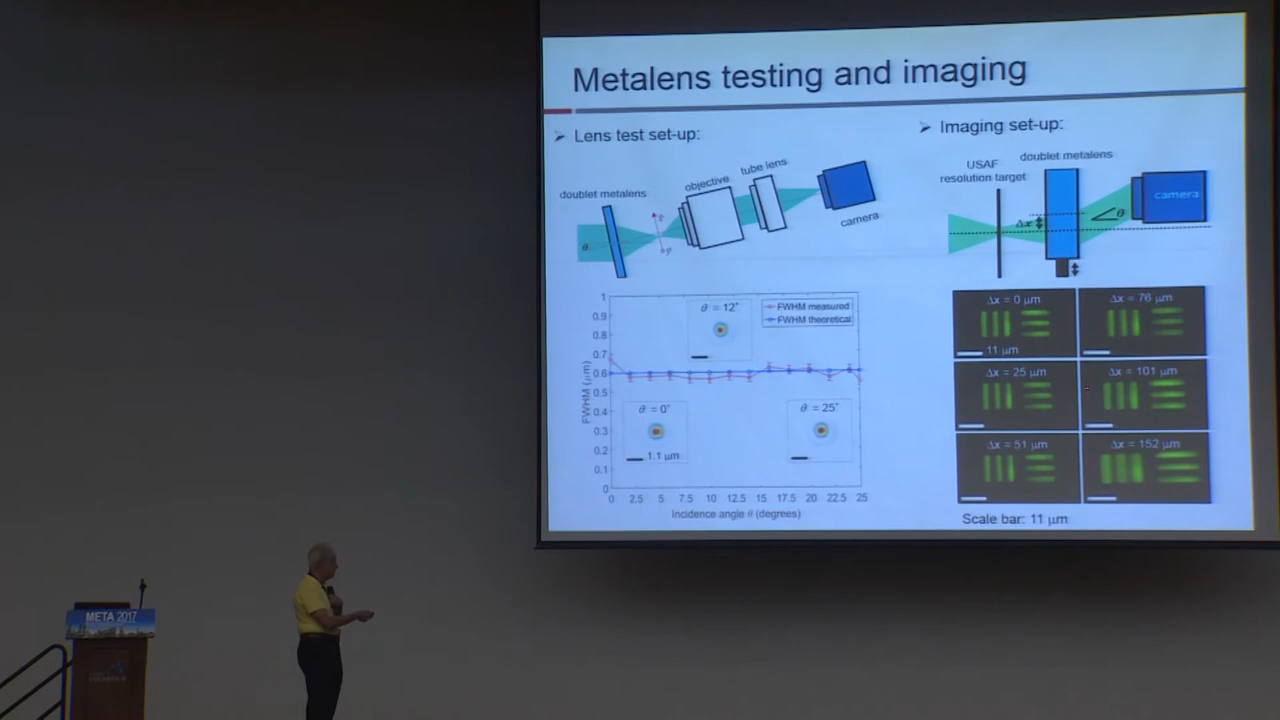 Metalens testing and imaging
➢ Lens test set-up:
doublet metalens
objective
tube lens
camera
θ
➢ Imaging set-up:
USAF
resolution target
doublet metalens
camera
Δx
θ
FWHM measured
FWHM theoretical
θ = 12°
θ = 0°
1.1 μm
θ = 25°
FWHM (μm)
1
0.9
0.8
0.7
0.6
0.5
0.4
0.3
0.2
0.1
0
0 2.5 5 7.5 10 12.5 15 17.5 20 22.5 25
Incidence angle θ (degrees)
Δx = 0 μm
11 μm
Δx = 76 μm
Δx = 25 μm
Δx = 101 μm
Δx = 51 μm
Δx = 152 μm
Scale bar: 11 μm
META 2017